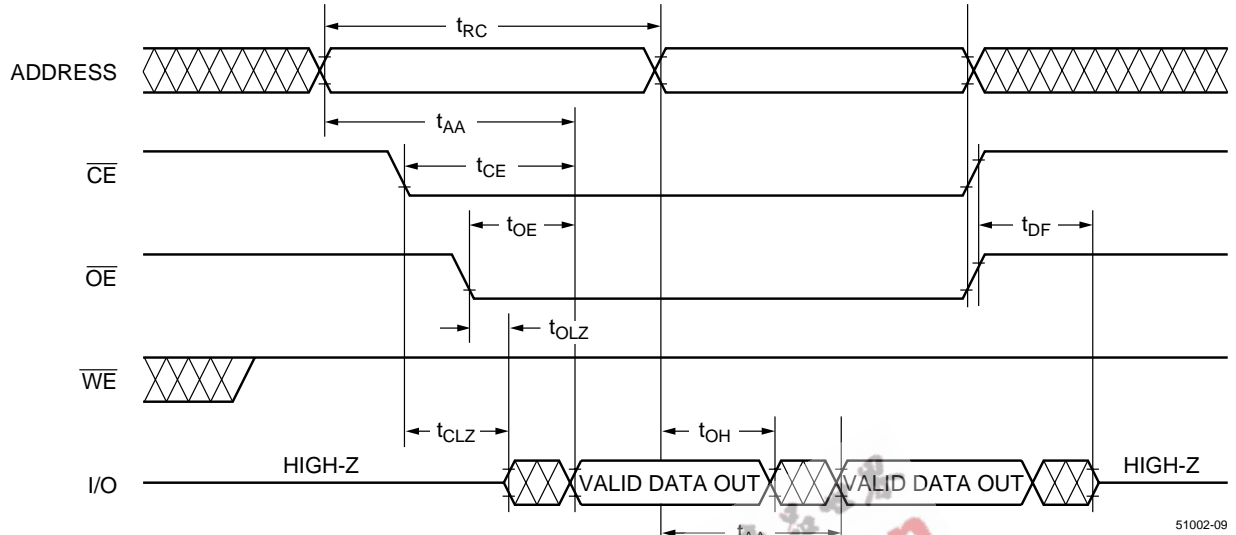 tRC
ADDRESS
tAA
CE
tCE
tOE
tDF
OE
tOLZ
WE
tCLZ
tOH
HIGH-Z
VALID DATA OUT
VALID DATA OUT
HIGH-Z
I/O
51002-09